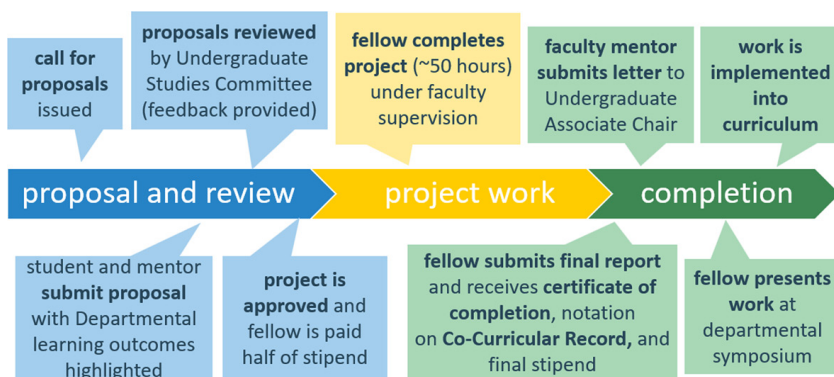 call for
proposals
issued
proposals reviewed
by Undergraduate
Studies Committee
(feedback provided)
fellow completes
project (~50 hours)
under faculty
supervision
faculty mentor
submits letter to
Undergraduate
Associate Chair
work is
implemented
into
curriculum
proposal and review
project work
completion
student and mentor
submit proposal
with Departmental
learning outcomes
highlighted
project is
approved and
fellow is paid
half of stipend
fellow submits final report
and receives certificate of
completion, notation
on Co-Curricular Record, and
final stipend
fellow presents
work at
departmental
symposium